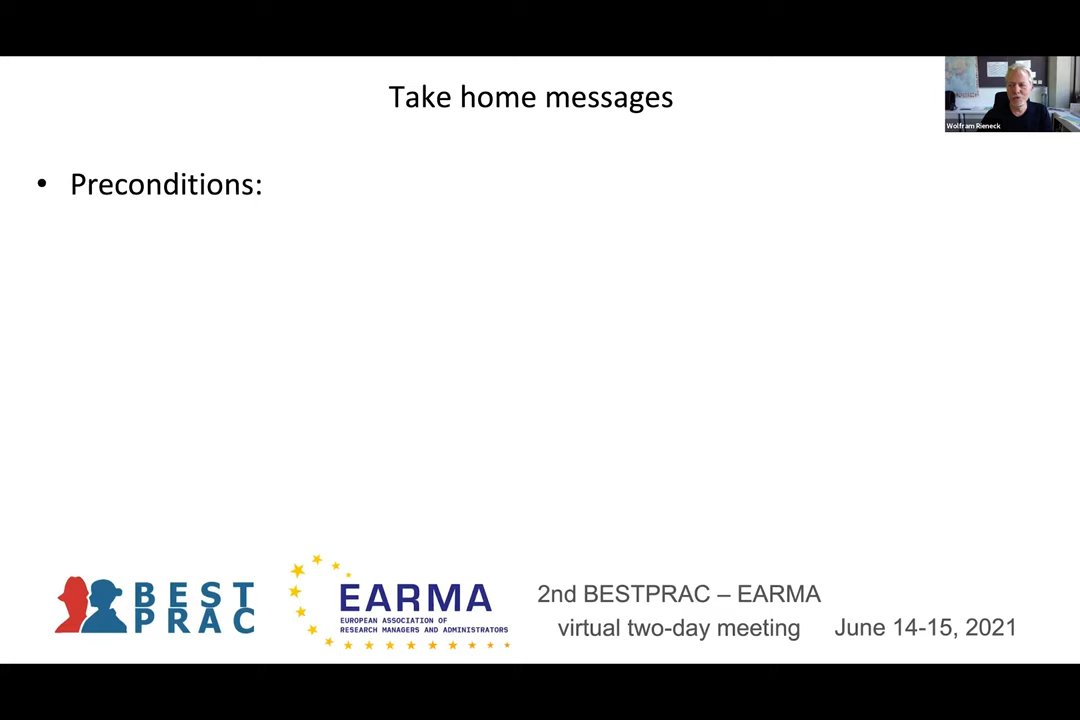 Take home messages
Wolfram Rieneck
• Preconditions:
BEST
PRAC
EARMA
EUROPEAN ASSOCIATION OF
RESEARCH MANAGERS AND ADMINISTRATORS
2nd BESTPRAC – EARMA
virtual two-day meeting
June 14-15, 2021